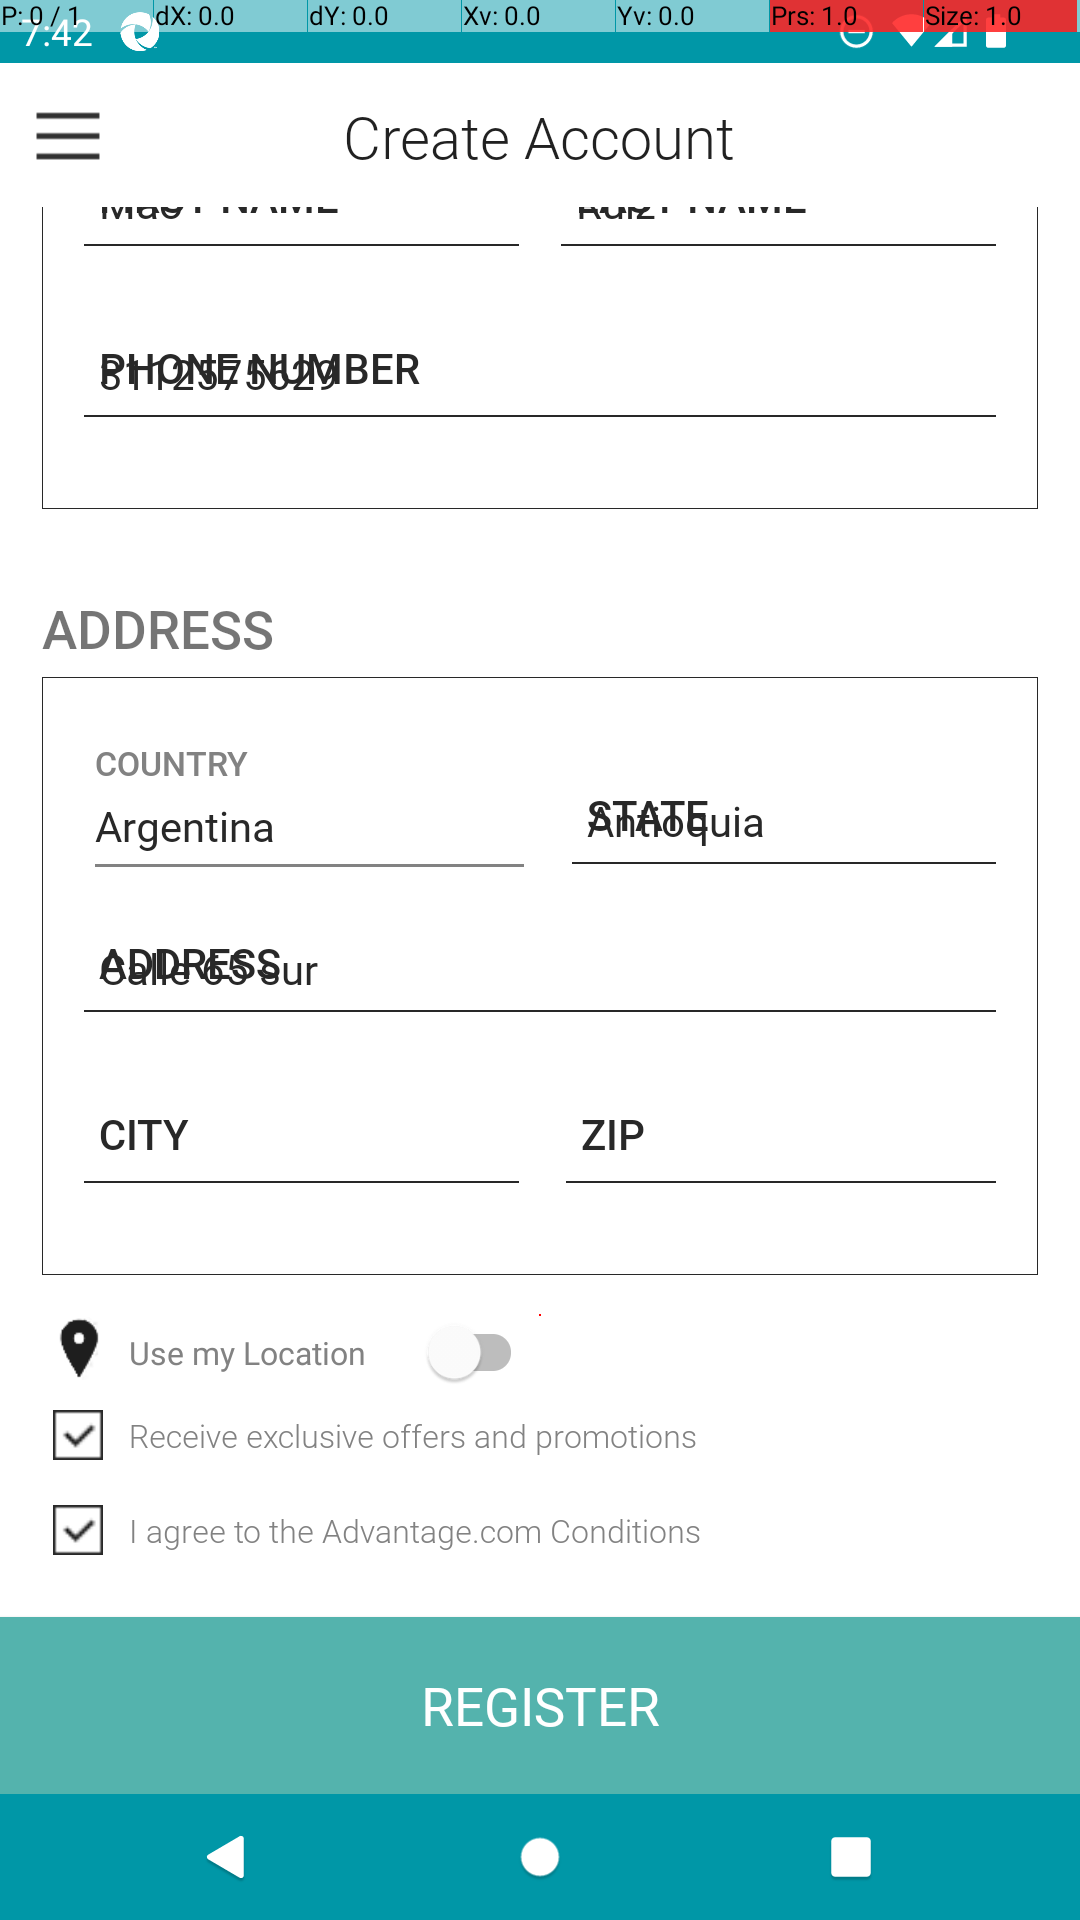 P: 0 / 1 dX: 0.0 dY: 0.0 Xv: 0.0 Yv: 0.0 Prs: 1.0 Size: 1.0
7:42
Create Account
PHONE NUMBER
3112575629
ADDRESS
COUNTRY
Argentina
STATE
Antioquia
ADDRESS
Calle 65 sur
CITY ZIP
Use my Location
Receive exclusive offers and promotions
I agree to the Advantage.com Conditions
REGISTER